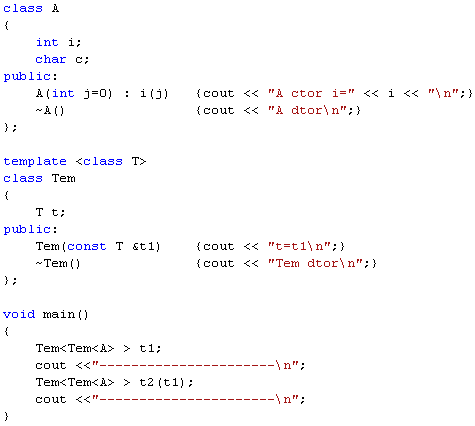 class A
{
    int i;
    char c;
public:
    A(int j=0) : i(j)   {cout << "A ctor i=" << i << "\n";}
    ~A()                {cout << "A dtor\n";}
};

template <class T>
class Tem
{
    T t;
public:
    Tem(const T &t1)    {cout << "t=t1\n";}
    ~Tem()              {cout << "Tem dtor\n";}
};

void main()
{
    Tem<Tem<A> > t1;
    cout <<"----------------------\n";
    Tem<Tem<A> > t2(t1);
    cout <<"----------------------\n";
}